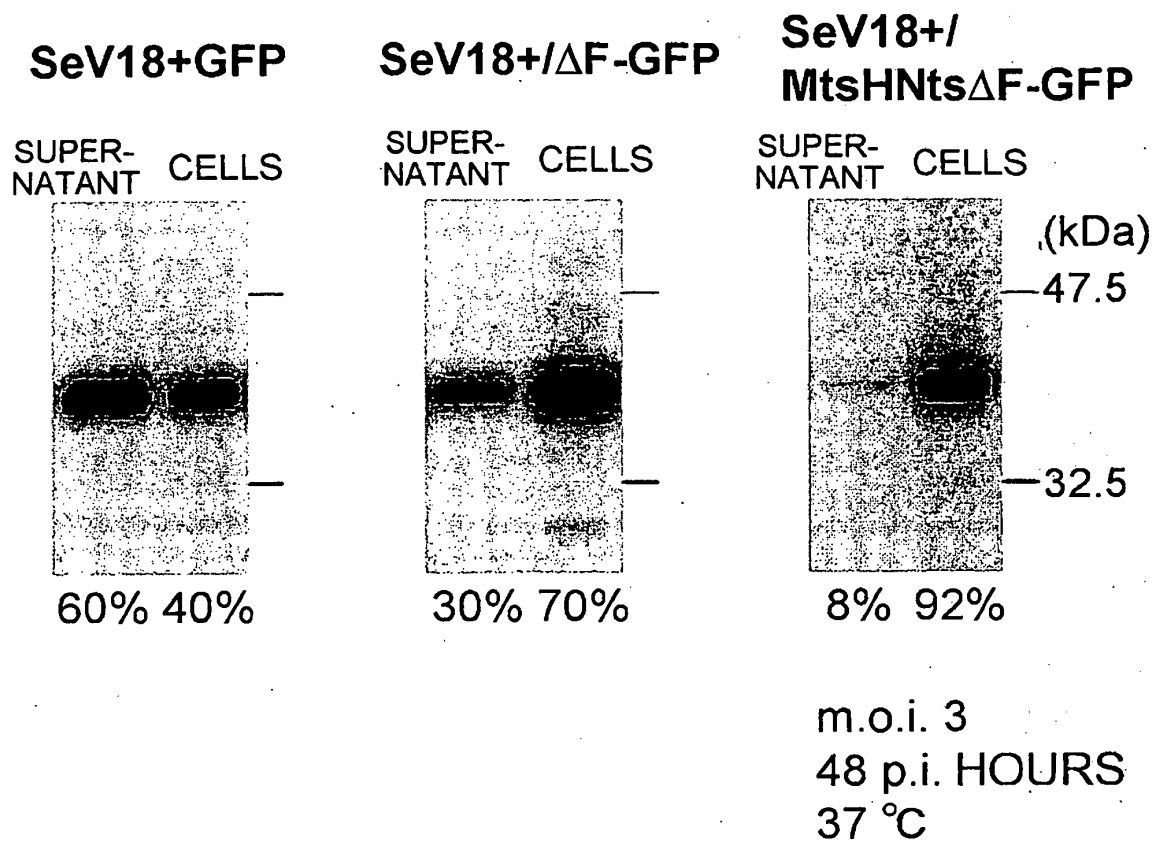 SeV18+GFP
SUPER-
NATANT CELLS
60% 40%
SeV18+/ΔF-GFP
SUPER-
NATANT CELLS
30% 70%
SeV18+/
MtsHNtsΔF-GFP
SUPER-
NATANT CELLS
(kDa)
47.5
32.5
8% 92%
m.o.i. 3
48 p.i. HOURS
37 °C